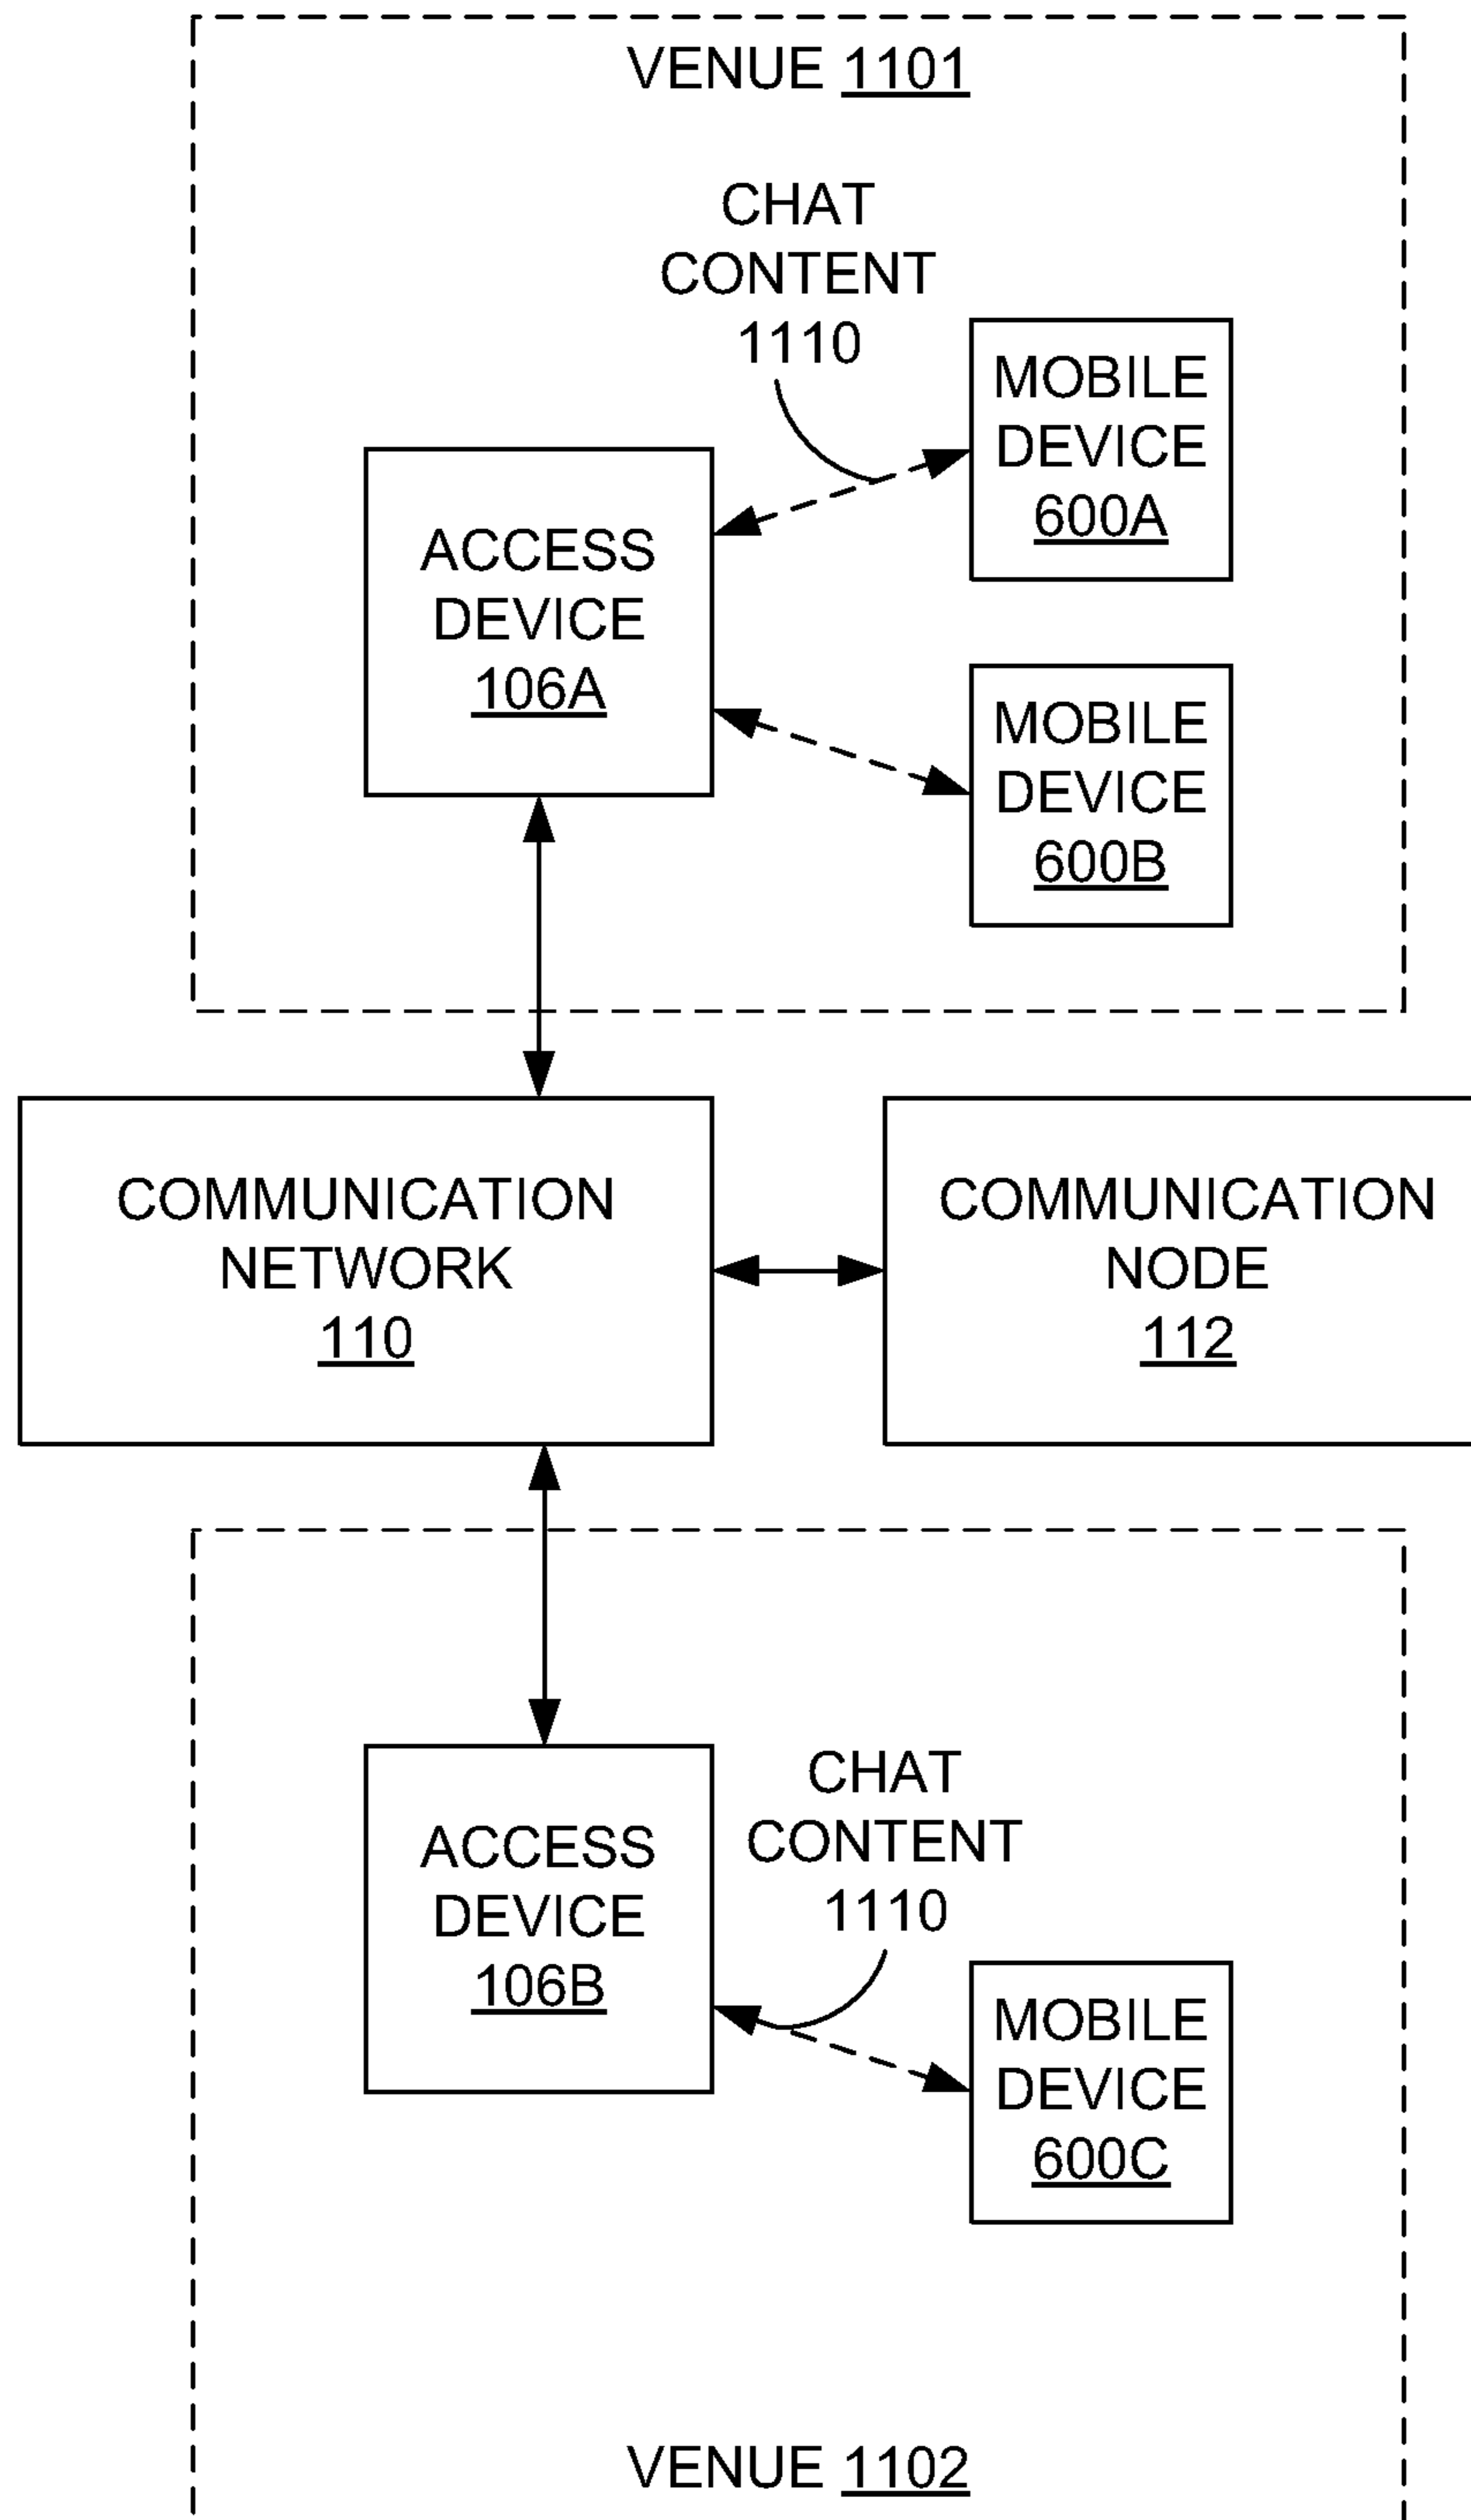 VENUE 1101
CHAT
CONTENT
1110
MOBILE
DEVICE
600A
ACCESS
DEVICE
106A
MOBILE
DEVICE
600B
COMMUNICATION
NETWORK
110
COMMUNICATION
NODE
112
CHAT
CONTENT
1110
ACCESS
DEVICE
106B
MOBILE
DEVICE
600C
VENUE 1102